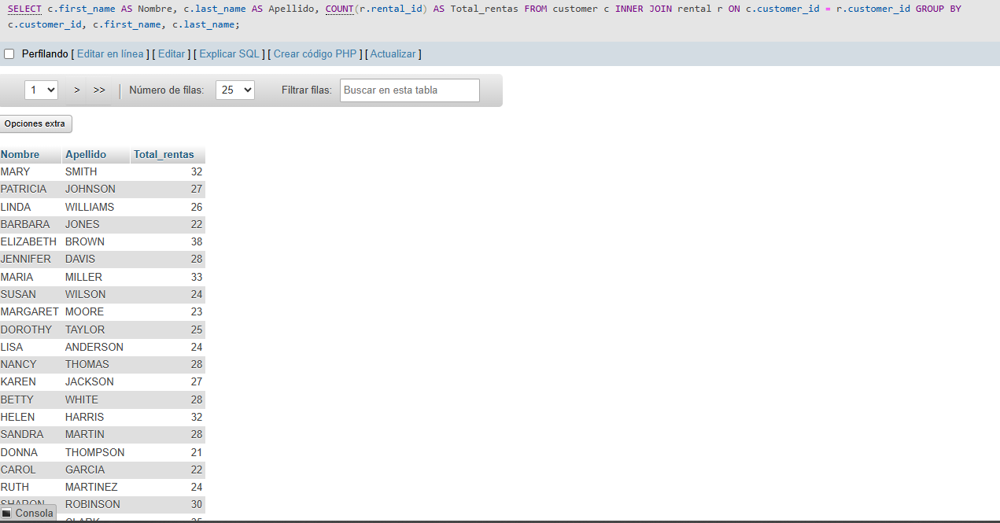 SELECT c.first_name AS Nombre, c.last_name AS Apellido, COUNT(r.rental_id) AS Total_rentas FROM customer c INNER JOIN rental r ON c.customer_id = r.customer_id GROUP BY
c.customer_id, c.first_name, c.last_name;
Perfilando [ Editar en línea ] [ Editar ] [ Explicar SQL ] [ Crear código PHP ] [ Actualizar ]
1 > >> | Número de filas: 25 Filtrar filas: Buscar en esta tabla
Opciones extra
Nombre Apellido Total_rentas
MARY SMITH 32
PATRICIA JOHNSON 27
LINDA WILLIAMS 26
BARBARA JONES 22
ELIZABETH BROWN 38
JENNIFER DAVIS 28
MARIA MILLER 33
SUSAN WILSON 24
MARGARET MOORE 23
DOROTHY TAYLOR 25
LISA ANDERSON 24
NANCY THOMAS 28
KAREN JACKSON 27
BETTY WHITE 28
HELEN HARRIS 32
SANDRA MARTIN 28
DONNA THOMPSON 21
CAROL GARCIA 22
RUTH MARTINEZ 24
SHARON ROBINSON 30
Consola